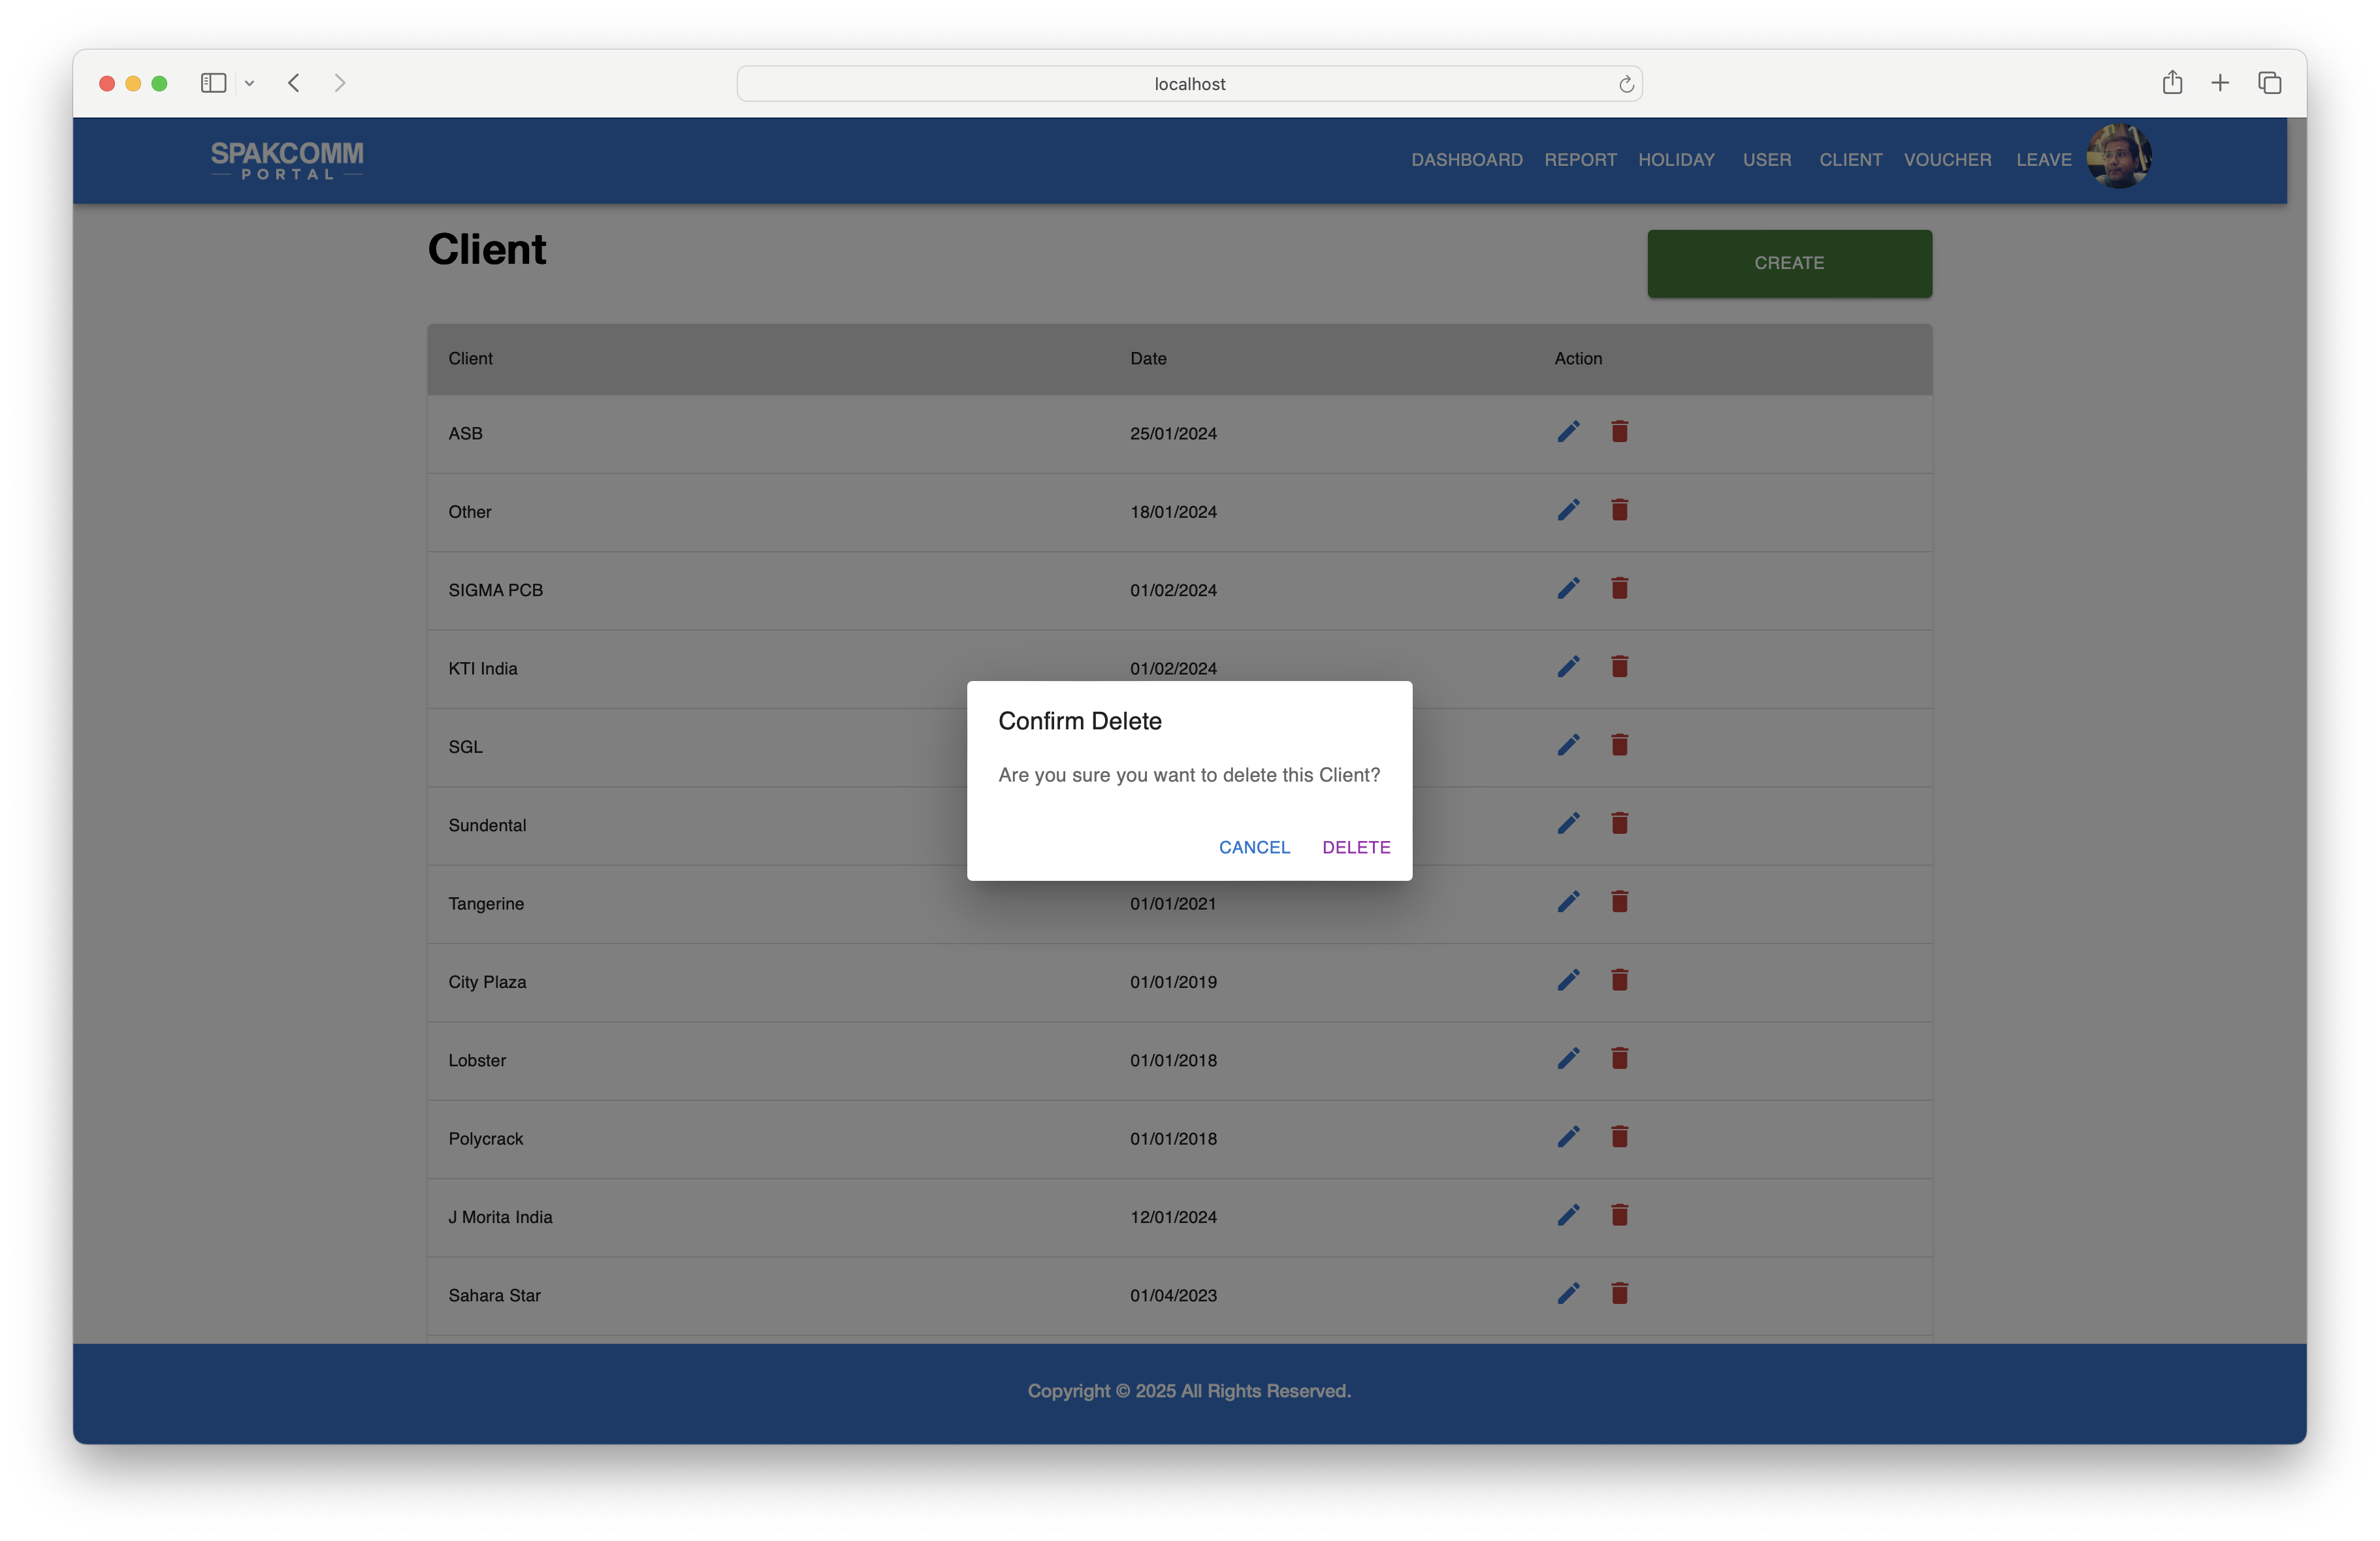 localhost
SPAKCOMM
PORTAL
DASHBOARD REPORT HOLIDAY USER CLIENT VOUCHER LEAVE
Client
CREATE
Client Date Action
ASB 25/01/2024
Other 18/01/2024
SIGMA PCB 01/02/2024
KTI India 01/02/2024
SGL
Sundental
Tangerine 01/01/2021
City Plaza 01/01/2019
Lobster 01/01/2018
Polycrack 01/01/2018
J Morita India 12/01/2024
Sahara Star 01/04/2023
Confirm Delete
Are you sure you want to delete this Client?
CANCEL DELETE
Copyright © 2025 All Rights Reserved.